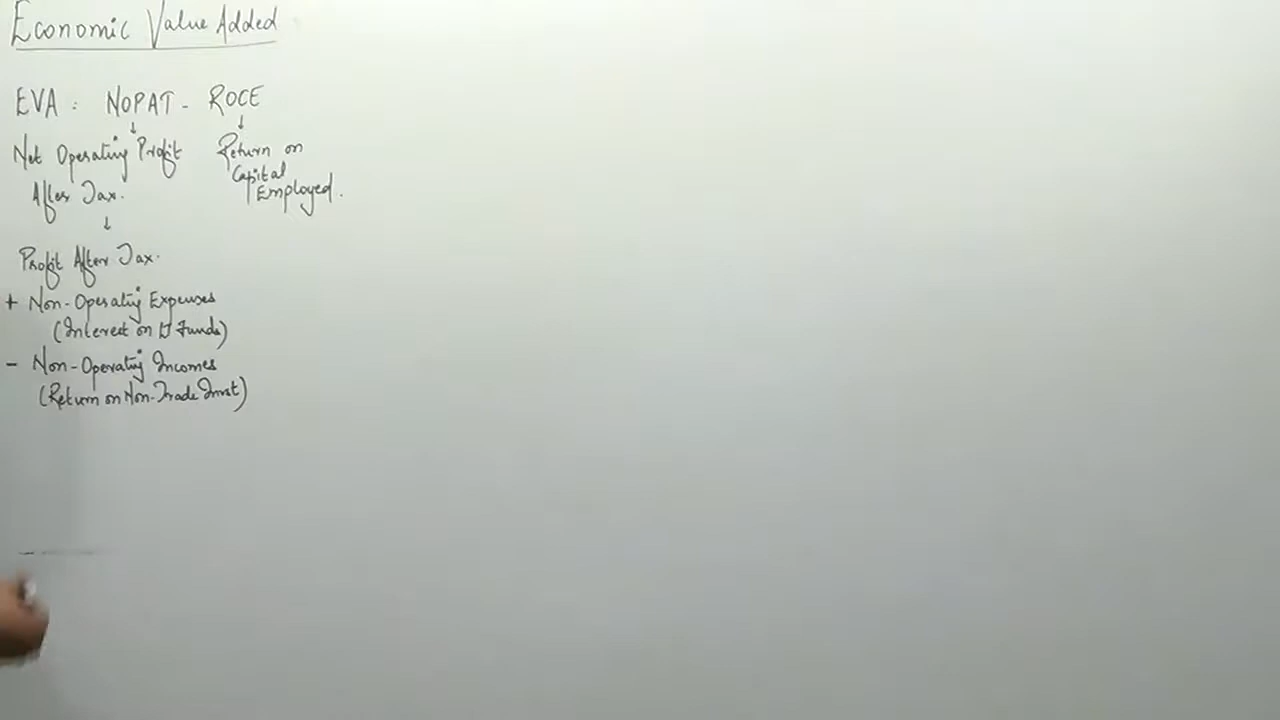 Economic Value Added
EVA : NOPAT - ROCE
↓ ↓
Net Operating Profit Return on
After Tax. Capital
Employed.
↓
Profit After Tax.
+ Non-Operating Expenses
(Interest on LT Funds)
- Non-Operating Incomes
(Return on Non-Trade Invst)